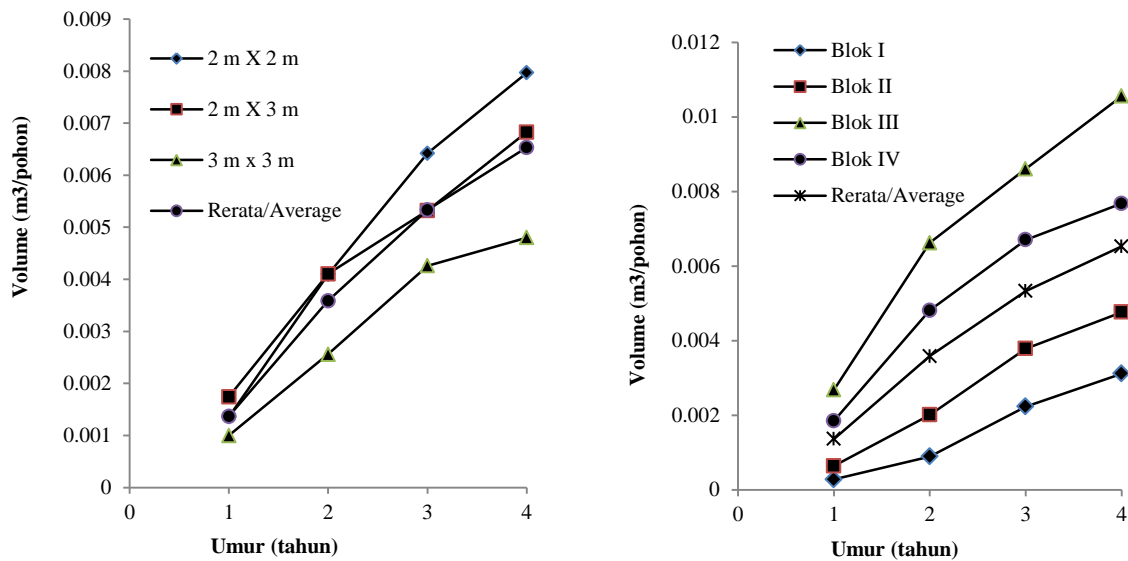 0.009
0.008
0.007
0.006
0.005
0.004
0.003
0.002
0.001
0
0
1
2
3
4
Volume (m3/pohon)
Umur (tahun)
2 m X 2 m
2 m X 3 m
3 m x 3 m
Rerata/Average
0.012
0.01
0.008
0.006
0.004
0.002
0
0
1
2
3
4
Volume (m3/pohon)
Umur (tahun)
Blok I
Blok II
Blok III
Blok IV
Rerata/Average